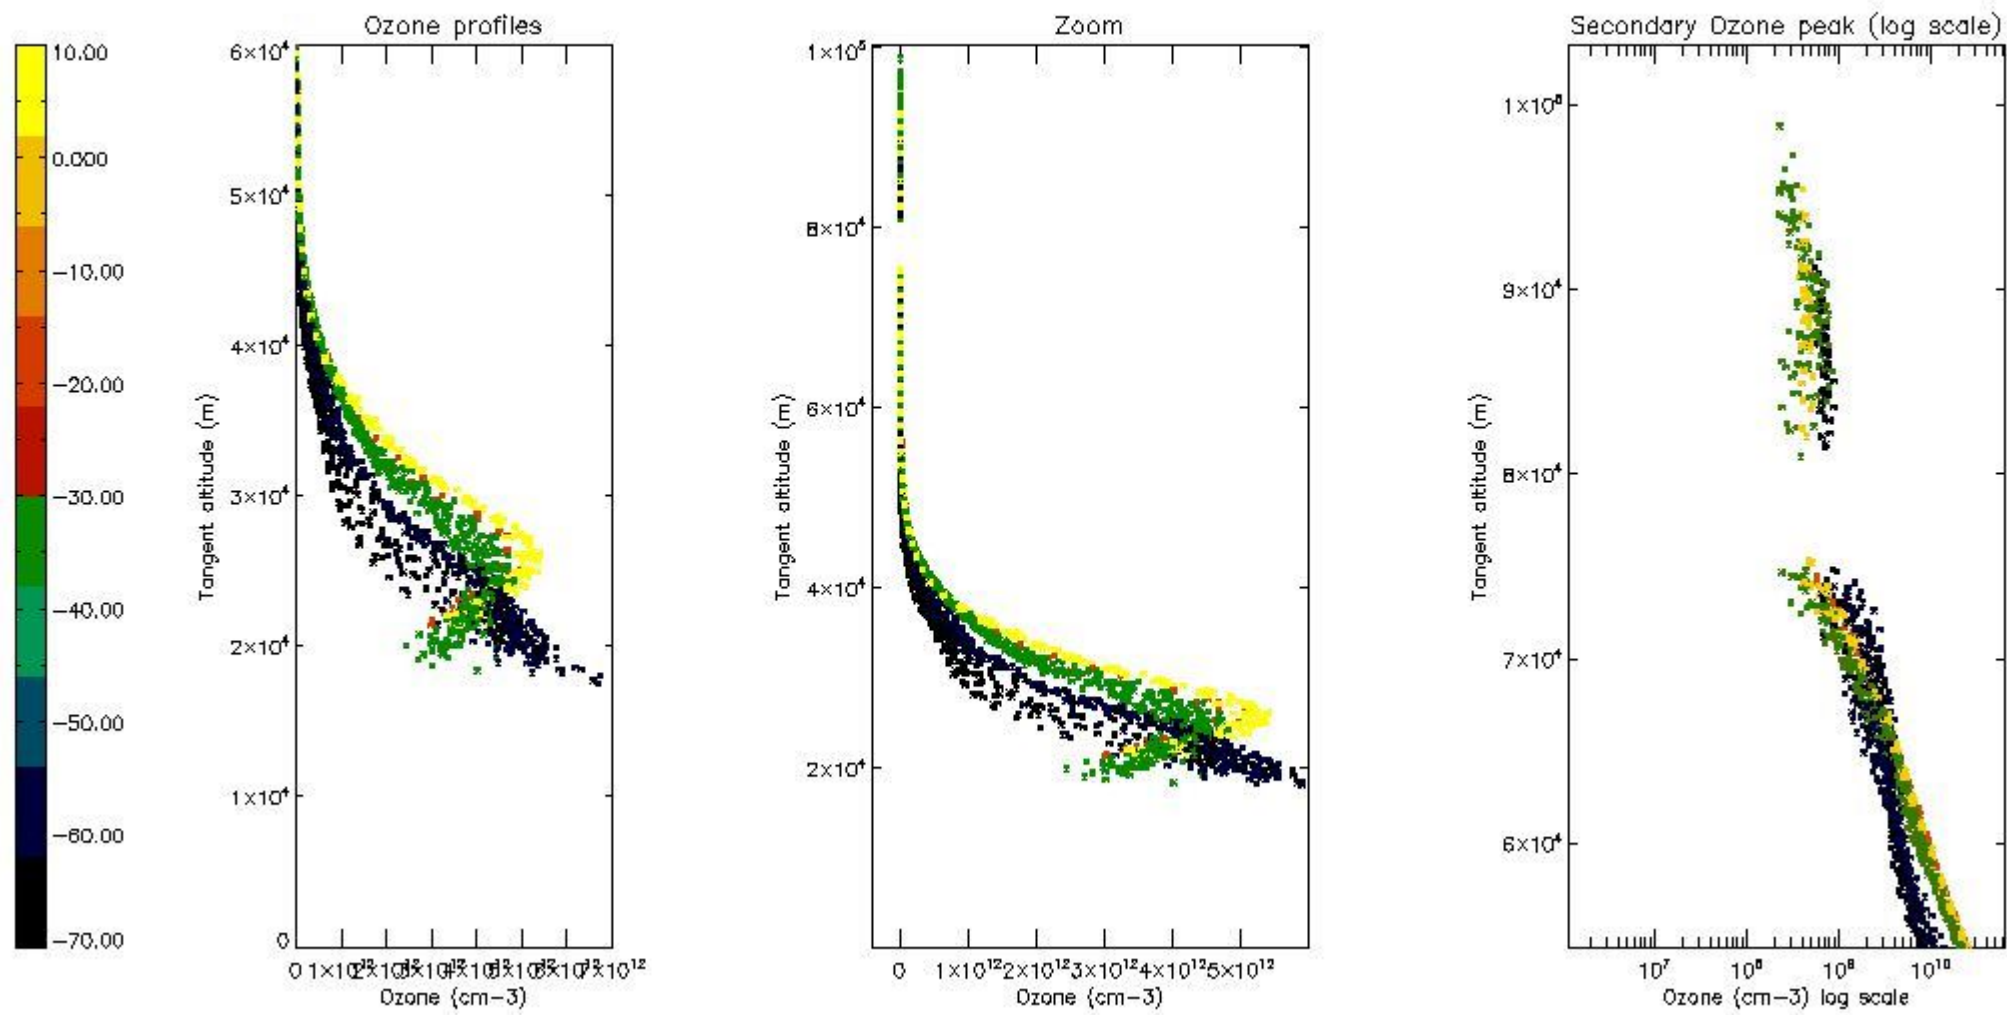 Ozone profiles
Zoom
Secondary Ozone peak (log scale)
10.00
0.000
−10.00
−20.00
−30.00
−40.00
−50.00
−60.00
−70.00
6×10⁴
5×10⁴
4×10⁴
3×10⁴
2×10⁴
1×10⁴
0
Tangent altitude (m)
0
Ozone (cm−3)
1×10⁵
8×10⁴
6×10⁴
4×10⁴
2×10⁴
Tangent altitude (m)
0 1×10¹² 2×10¹² 3×10¹² 4×10¹² 5×10¹²
Ozone (cm−3)
9×10⁴
8×10⁴
7×10⁴
6×10⁴
Tangent altitude (m)
10⁷ 10⁸ 10⁹ 10¹⁰
Ozone (cm−3) log scale